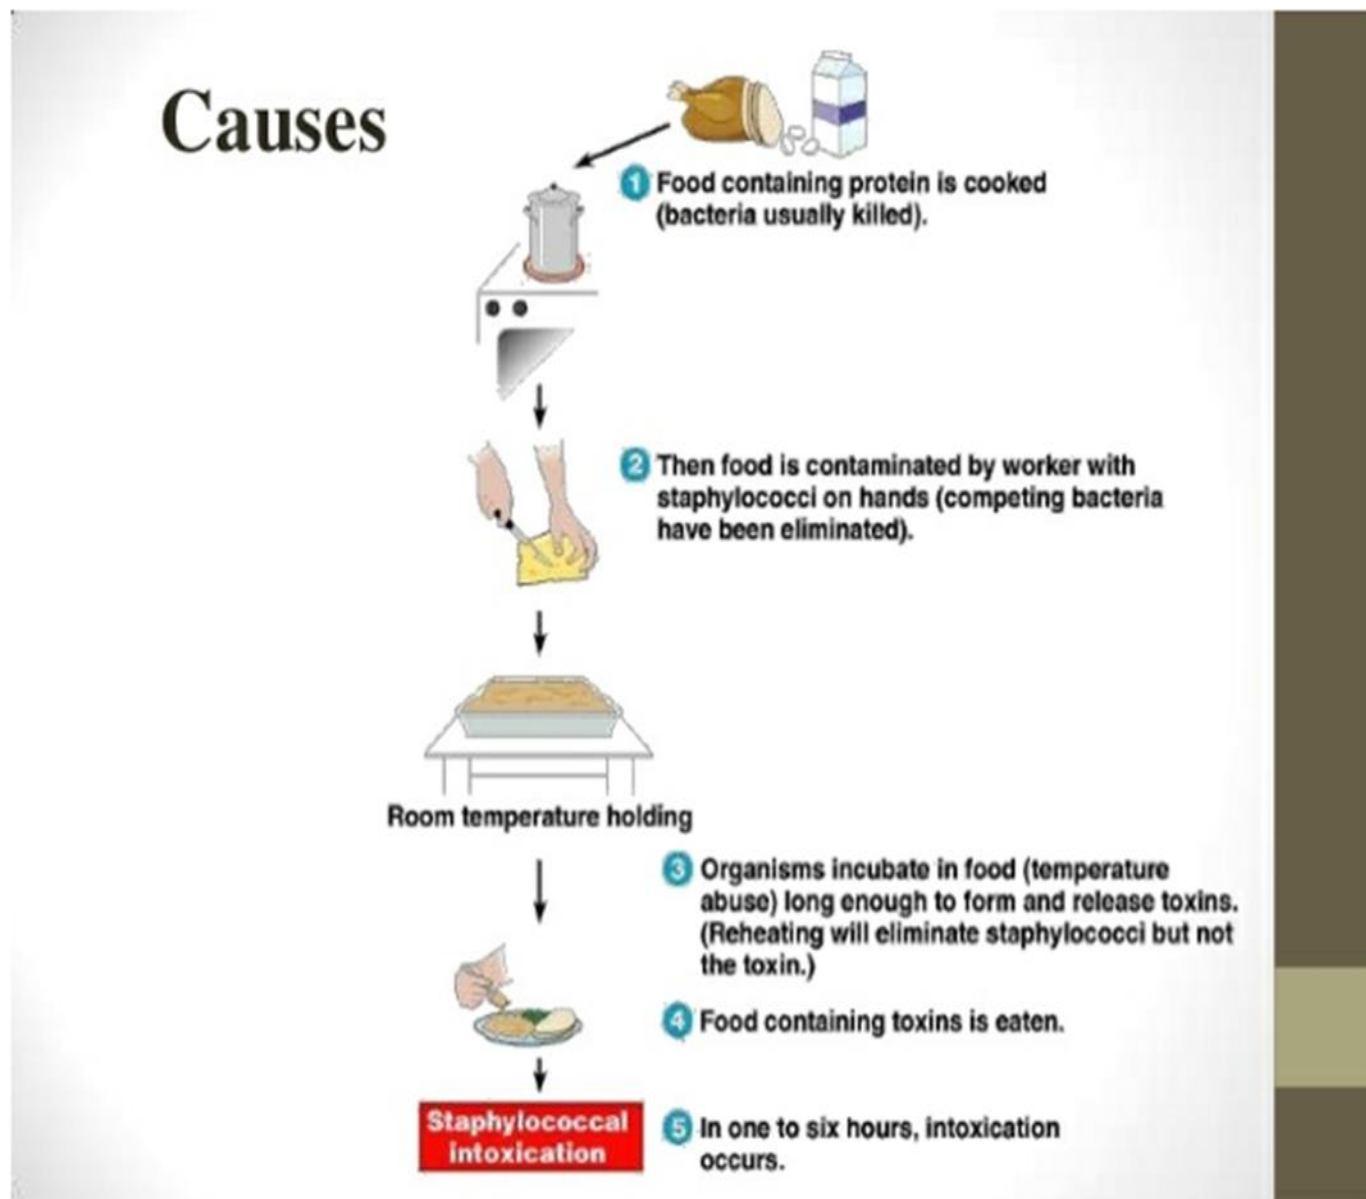 Causes
1 Food containing protein is cooked
(bacteria usually killed).
2 Then food is contaminated by worker with
staphylococci on hands (competing bacteria
have been eliminated).
Room temperature holding
3 Organisms incubate in food (temperature
abuse) long enough to form and release toxins.
(Reheating will eliminate staphylococci but not
the toxin.)
4 Food containing toxins is eaten.
Staphylococcal
intoxication
5 In one to six hours, intoxication
occurs.